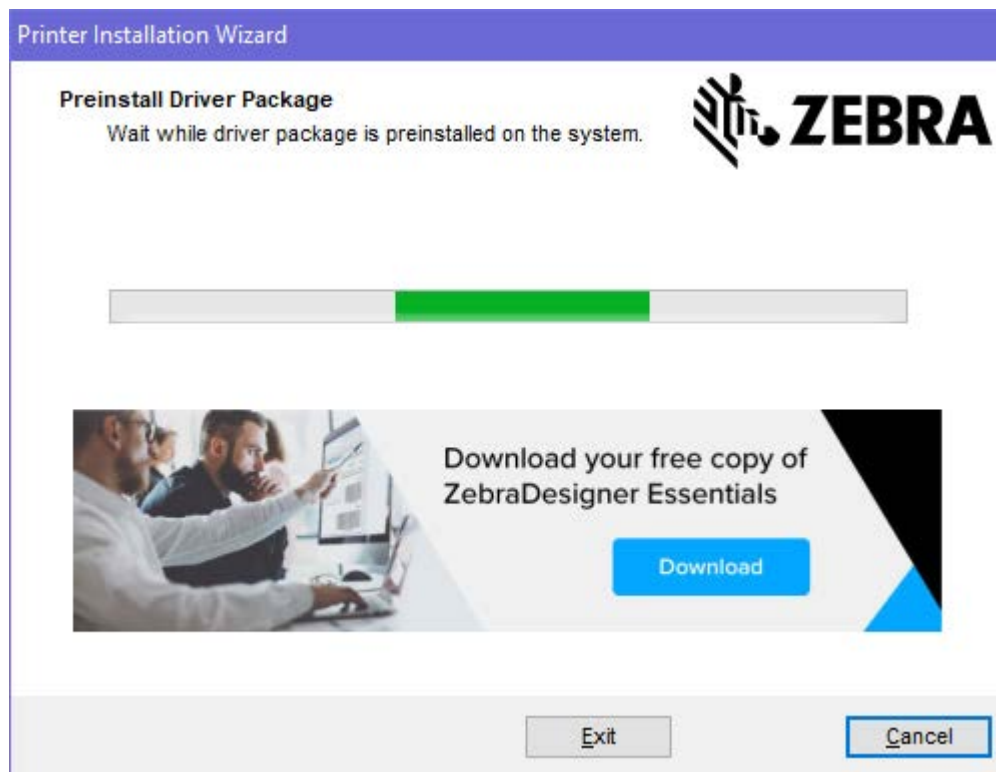 Printer Installation Wizard
Preinstall Driver Package
Wait while driver package is preinstalled on the system.
ZEBRA
Download your free copy of
ZebraDesigner Essentials
Download
Exit
Cancel